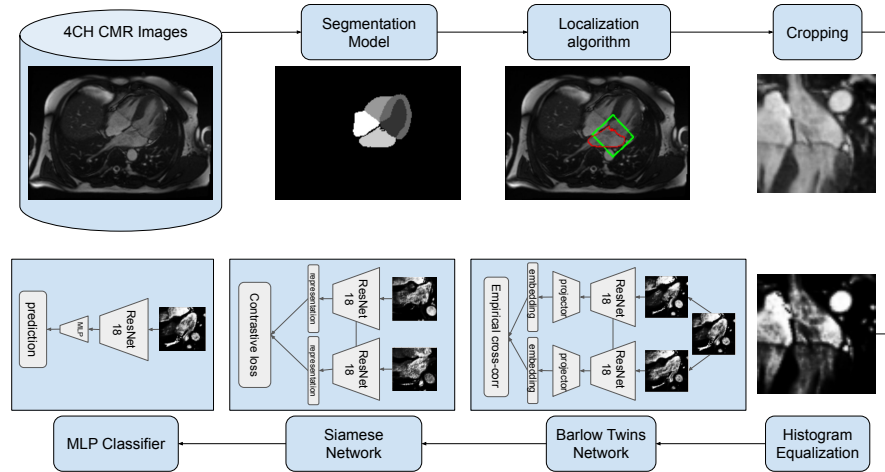 4CH CMR Images
Segmentation
Model
Localization
algorithm
Cropping
prediction
MLP
ResNet
18
Contrastive loss
representation
representation
ResNet
18
ResNet
18
Empirical cross-corr
embedding
embedding
projector
projector
ResNet
18
ResNet
18
MLP Classifier
Siamese
Network
Barlow Twins
Network
Histogram
Equalization